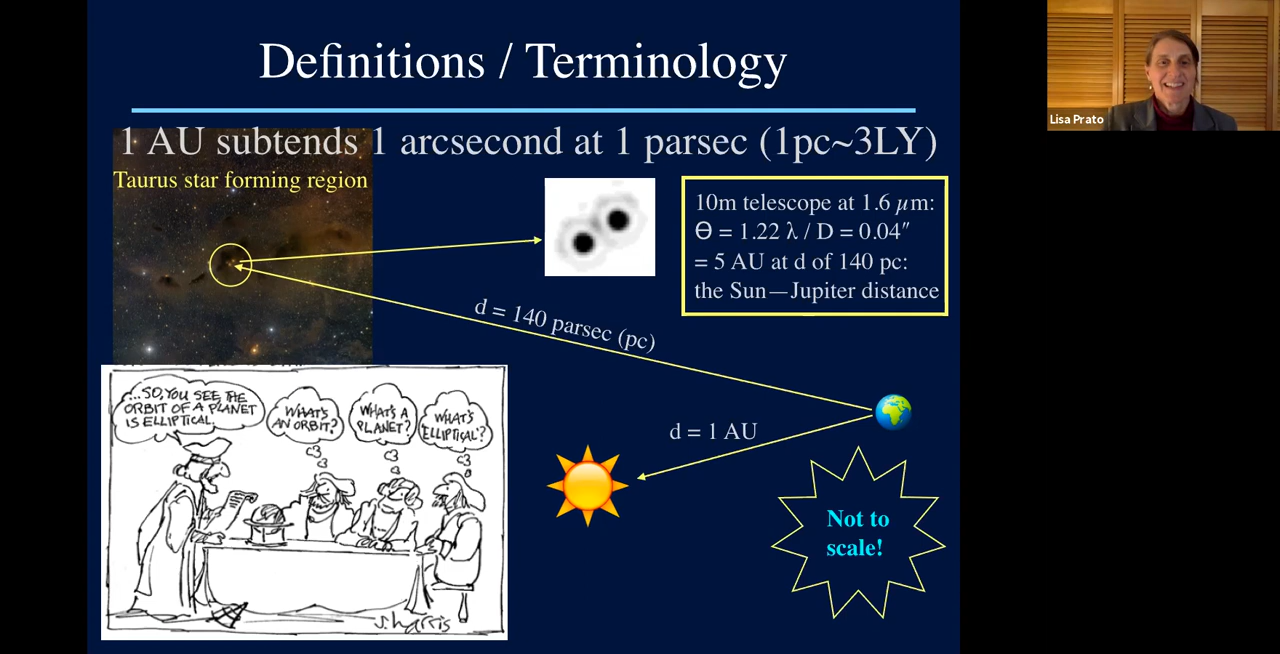 Definitions / Terminology
1 AU subtends 1 arcsecond at 1 parsec (1pc~3LY)
Taurus star forming region
10m telescope at 1.6 μm:
Ө = 1.22 λ / D = 0.04″
= 5 AU at d of 140 pc:
the Sun—Jupiter distance
d = 140 parsec (pc)
d = 1 AU
Not to
scale!
...SO, YOU SEE THE
ORBIT OF A PLANET
IS ELLIPTICAL.
WHAT'S
AN ORBIT?
WHAT'S A
PLANET?
WHAT'S
ELLIPTICAL?
S. Harris
Lisa Prato